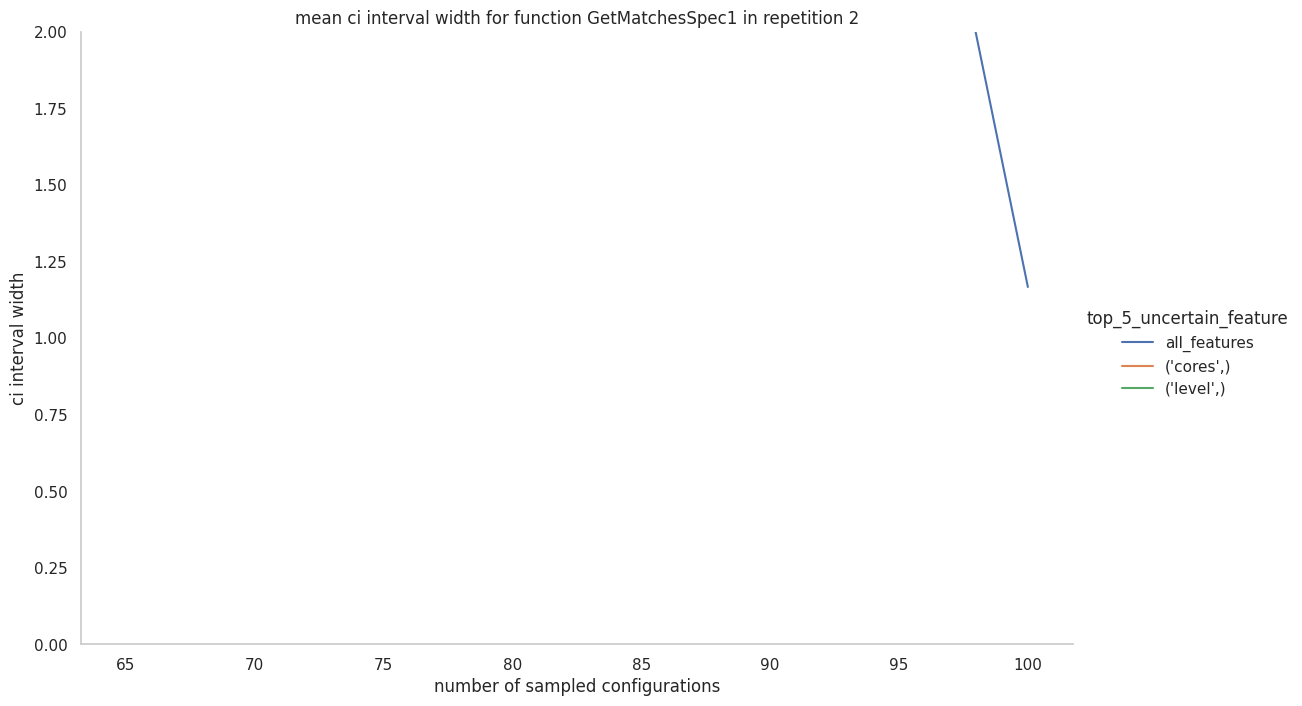 mean ci interval width for function GetMatchesSpec1 in repetition 2
2.00
1.75
1.50
1.25
1.00
0.75
0.50
0.25
0.00
ci interval width
65 70 75 80 85 90 95 100
number of sampled configurations
top_5_uncertain_feature
all_features
('cores',)
('level',)